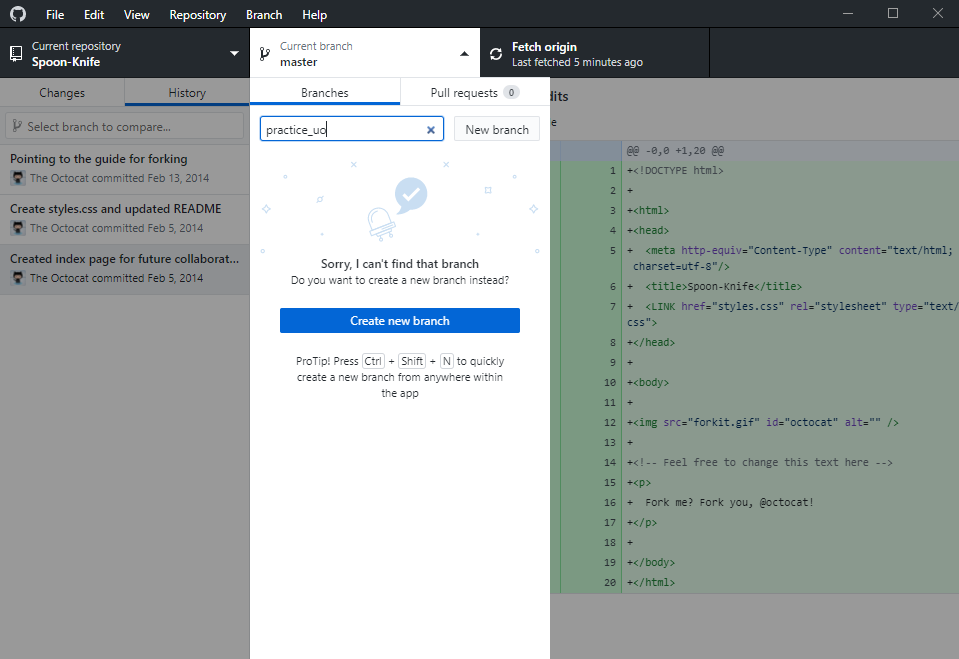 File Edit View Repository Branch Help
Current repository
Spoon-Knife
Current branch
master
Fetch origin
Last fetched 5 minutes ago
Changes History
Select branch to compare...
Pointing to the guide for forking
The Octocat committed Feb 13, 2014
Create styles.css and updated README
The Octocat committed Feb 5, 2014
Created index page for future collaborat...
The Octocat committed Feb 5, 2014
Branches Pull requests 0
practice_uo New branch
Sorry, I can't find that branch
Do you want to create a new branch instead?
Create new branch
ProTip! Press Ctrl + Shift + N to quickly
create a new branch from anywhere within
the app
dits
e
@@ -0,0 +1,20 @@
1 +<!DOCTYPE html>
2 +
3 +<html>
4 +<head>
5 +  <meta http-equiv="Content-Type" content="text/html;
charset=utf-8"/>
6 +  <title>Spoon-Knife</title>
7 +  <LINK href="styles.css" rel="stylesheet" type="text/
css">
8 +</head>
9 +
10 +<body>
11 +
12 +<img src="forkit.gif" id="octocat" alt="" />
13 +
14 +<!-- Feel free to change this text here -->
15 +<p>
16 +  Fork me? Fork you, @octocat!
17 +</p>
18 +
19 +</body>
20 +</html>